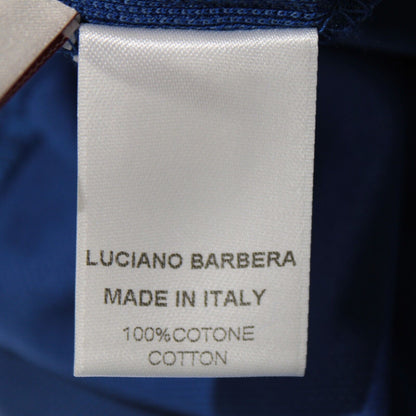 LUCIANO BARBERA
MADE IN ITALY
100%COTONE
COTTON